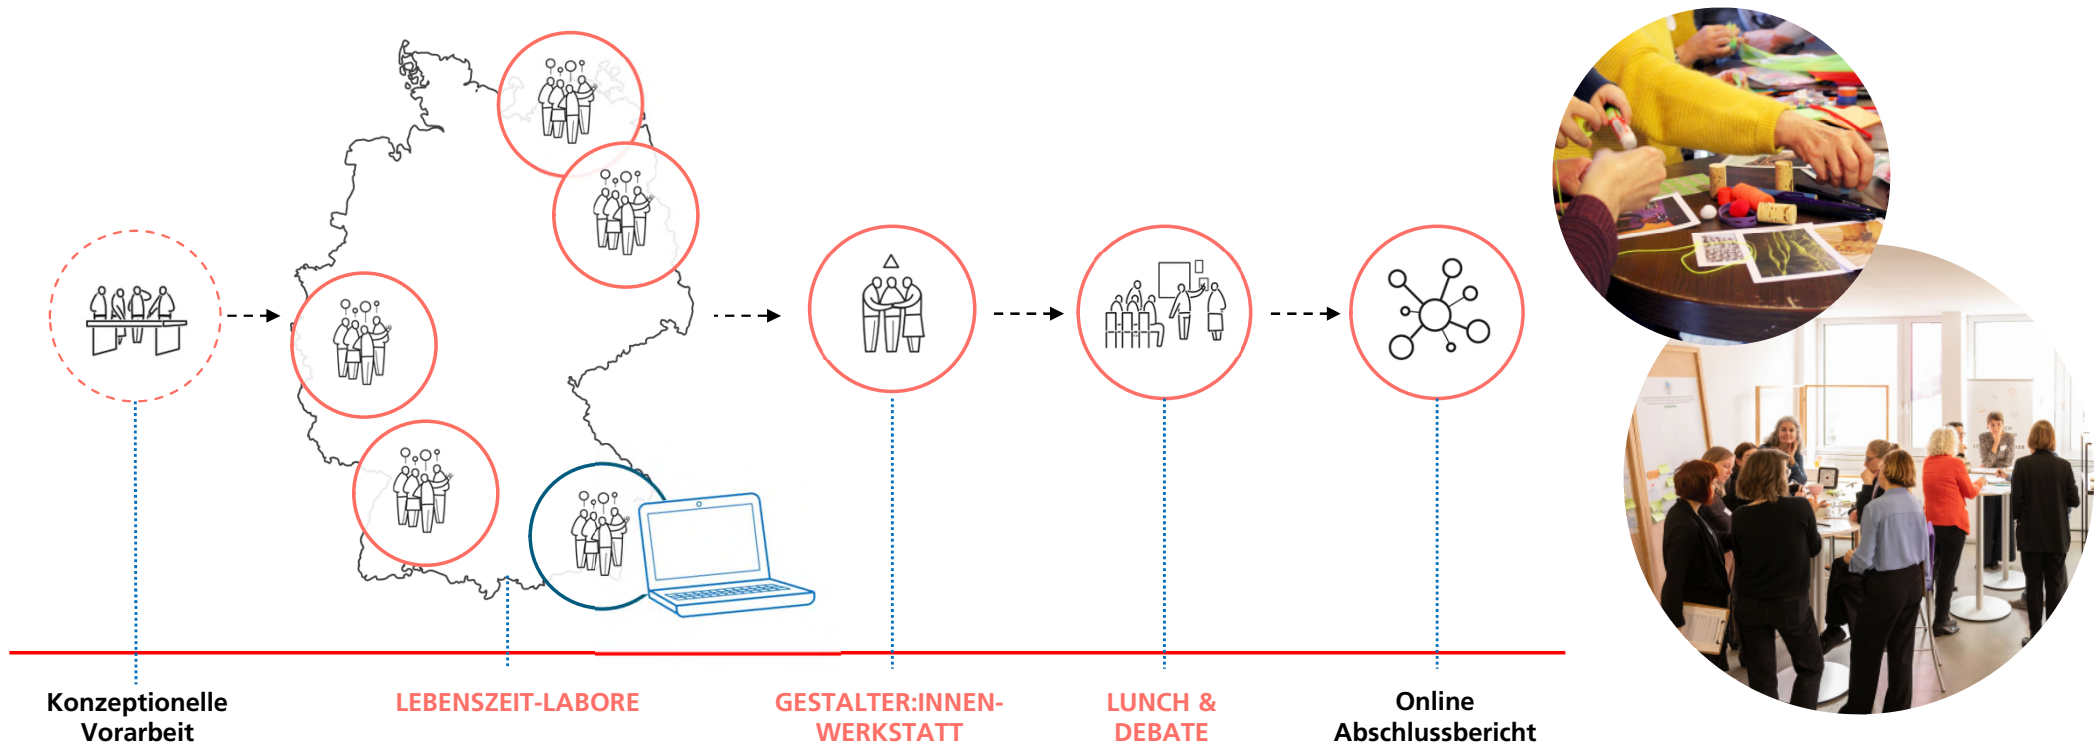 Konzeptionelle
Vorarbeit
LEBENSZEIT-LABORE
GESTALTER:INNEN-
WERKSTATT
LUNCH &
DEBATE
Online
Abschlussbericht